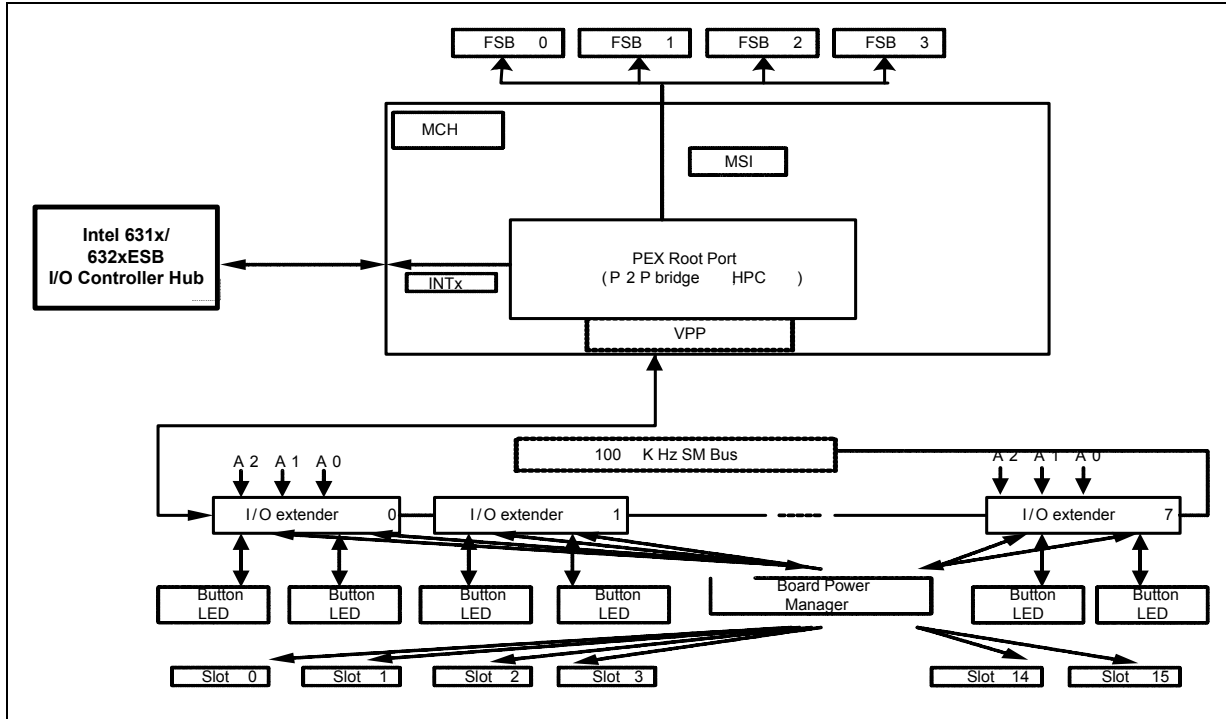 FSB 0
FSB 1
FSB 2
FSB 3
MCH
MSI
Intel 631x/
632xESB
I/O Controller Hub
PEX Root Port
( P 2 P bridge , HPC )
INTx
VPP
100 K Hz SM Bus
A 2 A 1 A 0
A 2 A 1 A 0
I/O extender 0
I/O extender 1
I/O extender 7
Button
LED
Button
LED
Button
LED
Button
LED
Board Power
Manager
Button
LED
Button
LED
Slot 0
Slot 1
Slot 2
Slot 3
Slot 14
Slot 15